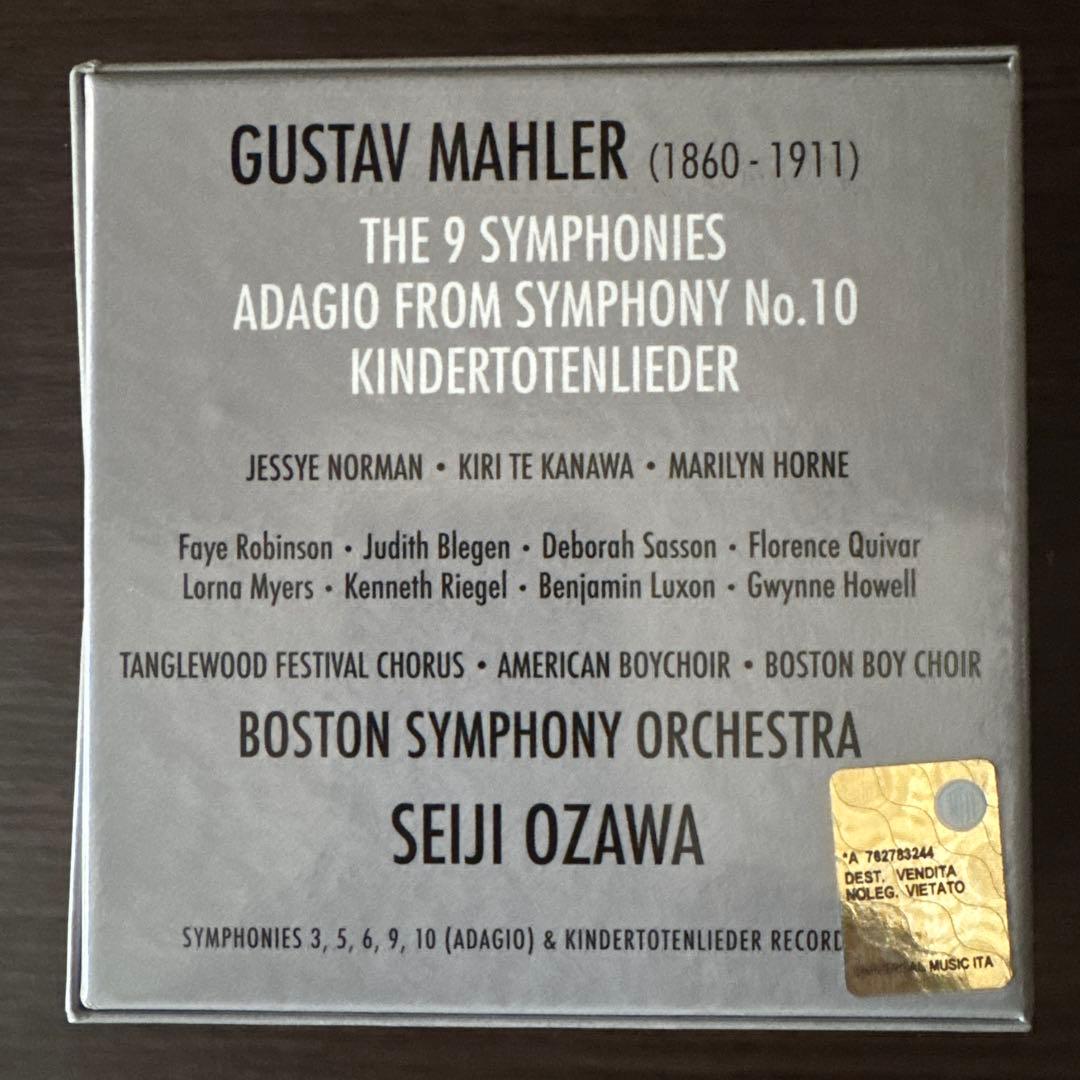 GUSTAV MAHLER (1860 - 1911)
THE 9 SYMPHONIES
ADAGIO FROM SYMPHONY No.10
KINDERTOTENLIEDER
JESSYE NORMAN • KIRI TE KANAWA • MARILYN HORNE
Faye Robinson • Judith Blegen • Deborah Sasson • Florence Quivar
Lorna Myers • Kenneth Riegel • Benjamin Luxon • Gwynne Howell
TANGLEWOOD FESTIVAL CHORUS • AMERICAN BOYCHOIR • BOSTON BOY CHOIR
BOSTON SYMPHONY ORCHESTRA
SEIJI OZAWA
SYMPHONIES 3, 5, 6, 9, 10 (ADAGIO) & KINDERTOTENLIEDER RECORD
*A 762783244
DEST. VENDITA
NOLEG. VIETATO
MUSIC ITA